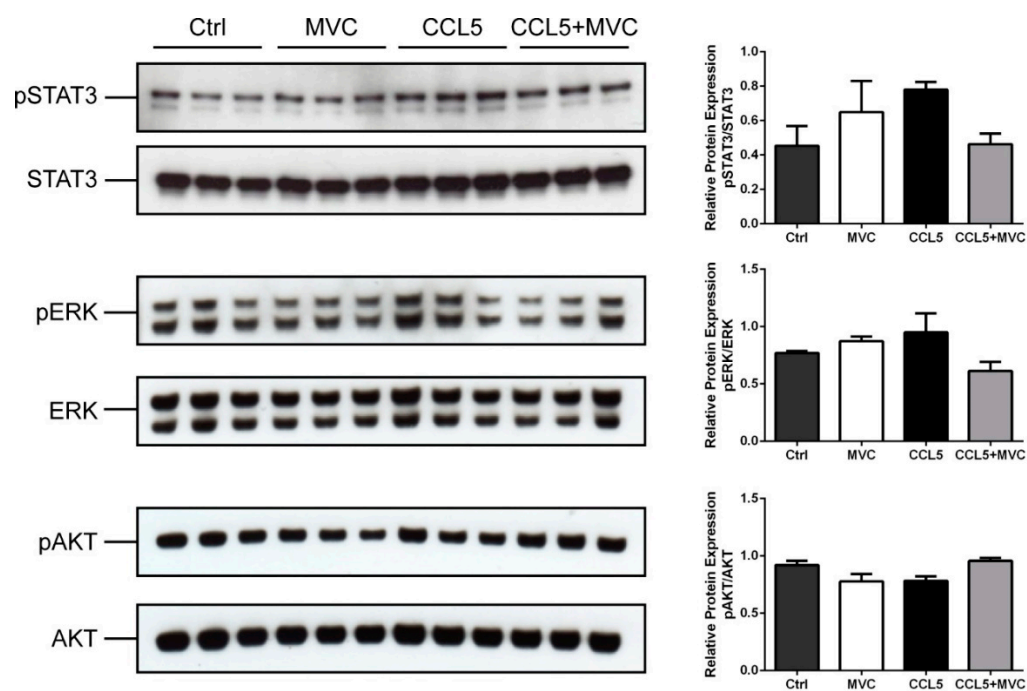 Ctrl MVC CCL5 CCL5+MVC
pSTAT3
STAT3
pERK
ERK
pAKT
AKT
Relative Protein Expression
pSTAT3/STAT3
1.0
0.8
0.6
0.4
0.2
0.0
Ctrl MVC CCL5 CCL5+MVC
Relative Protein Expression
pERK/ERK
1.5
1.0
0.5
0.0
Ctrl MVC CCL5 CCL5+MVC
Relative Protein Expression
pAKT/AKT
1.5
1.0
0.5
0.0
Ctrl MVC CCL5 CCL5+MVC